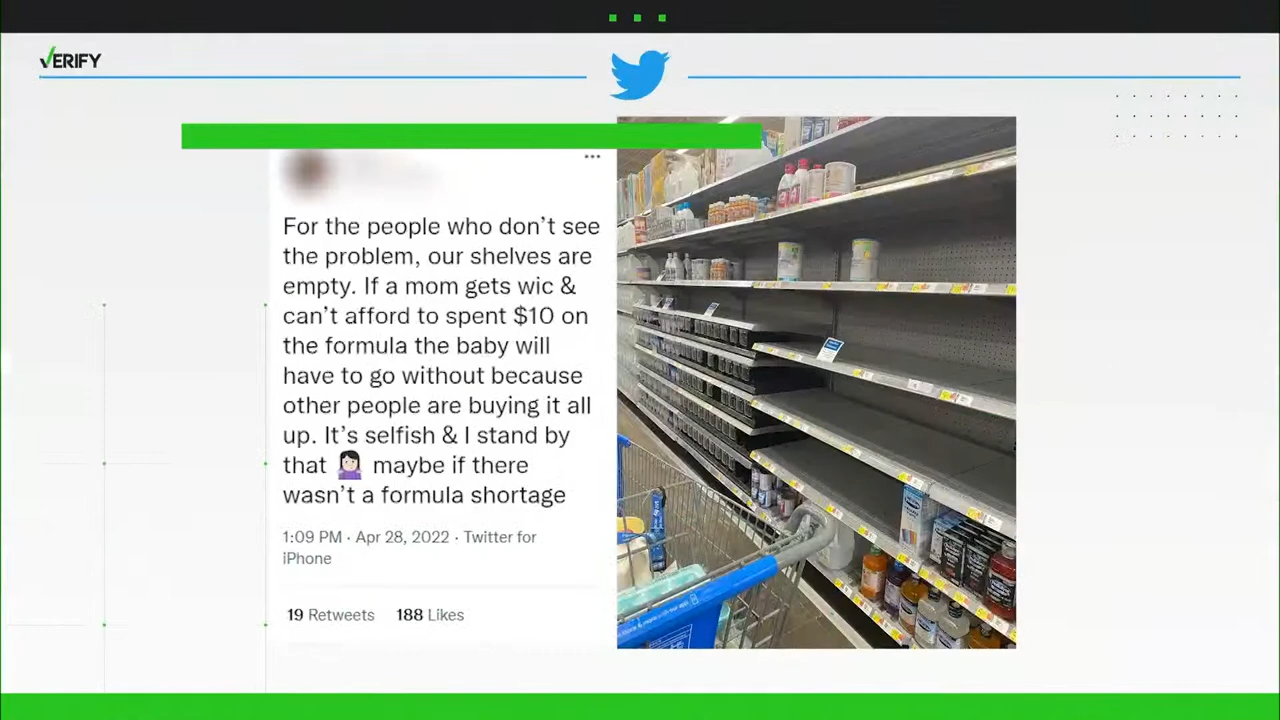 VERIFY
For the people who don't see
the problem, our shelves are
empty. If a mom gets wic &
can't afford to spent $10 on
the formula the baby will
have to go without because
other people are buying it all
up. It's selfish & I stand by
that 🤷🏻‍♀️ maybe if there
wasn't a formula shortage
1:09 PM · Apr 28, 2022 · Twitter for
iPhone
19 Retweets 188 Likes